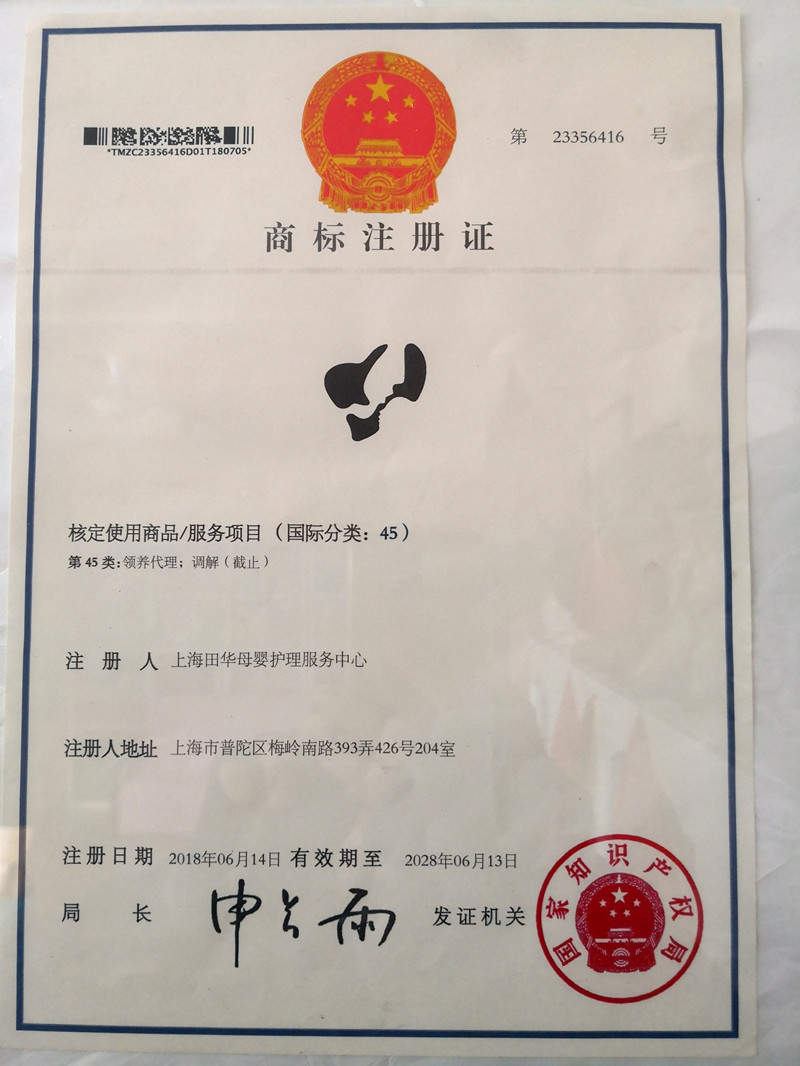 *TMZC23356416D01T180705*
第 23356416 号
商标注册证
核定使用商品/服务项目（国际分类：45）
第 45 类：领养代理；调解（截止）
注 册 人 上海田华母婴护理服务中心
注册人地址 上海市普陀区梅岭南路393弄426号204室
注册日期 2018年06月14日 有效期至 2028年06月13日
局 长 申长雨 发证机关
国家知识产权局